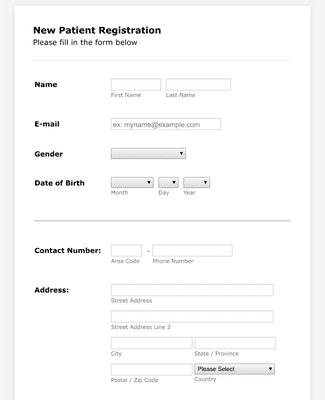 New Patient Registration
Please fill in the form below
Name
First Name Last Name
E-mail ex: myname@example.com
Gender
Date of Birth
Month Day Year
Contact Number: -
Area Code Phone Number
Address:
Street Address
Street Address Line 2
City State / Province
Please Select
Postal / Zip Code Country